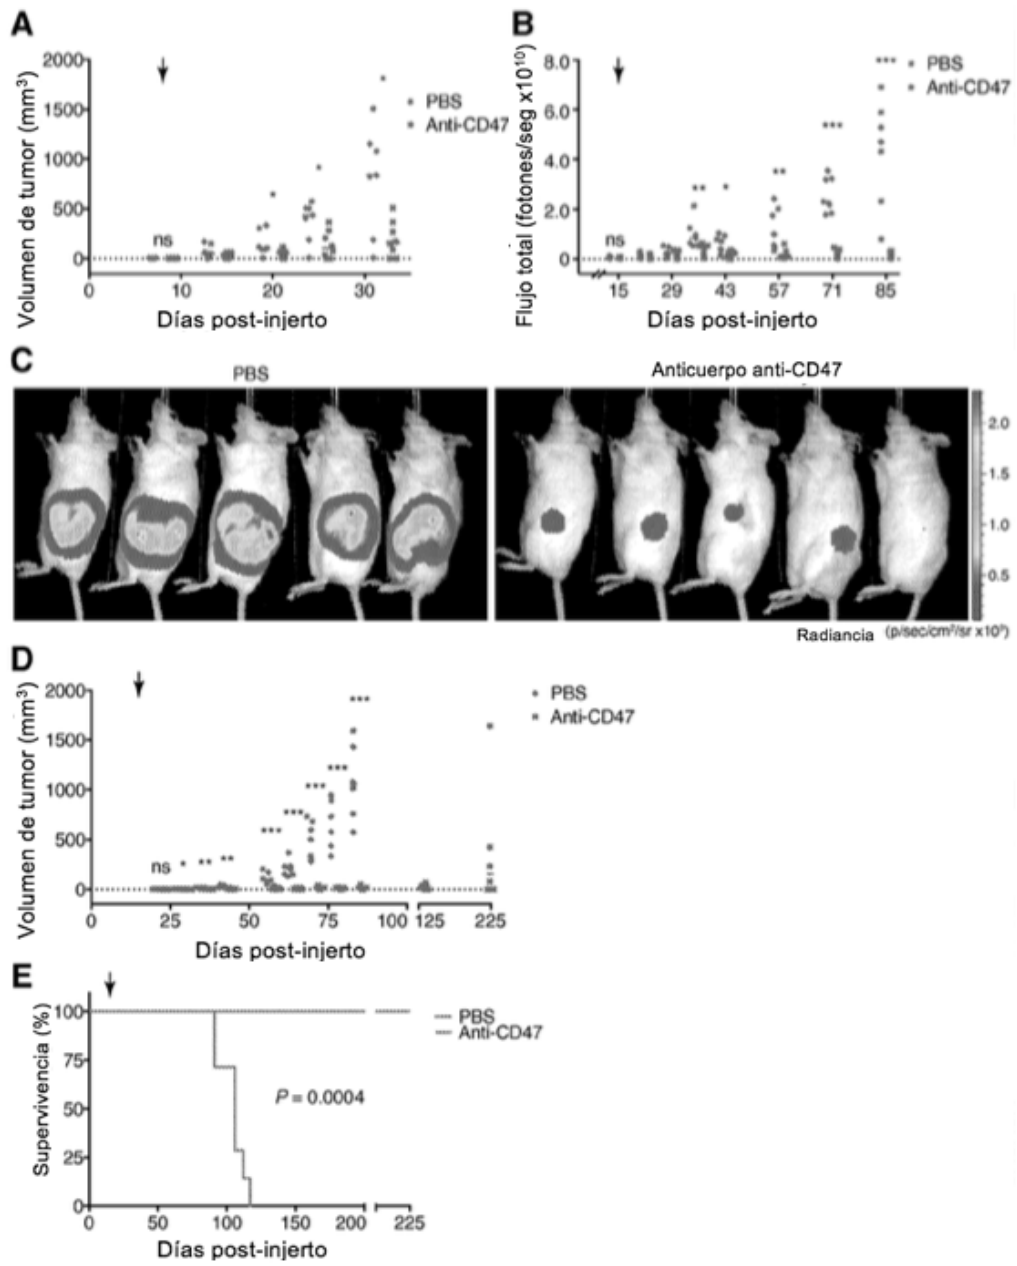 A
Volumen de tumor (mm³)
2000
1500
1000
500
0
ns
PBS
Anti-CD47
0 10 20 30
Días post-injerto
B
Flujo total (fotones/seg x10¹⁰)
8.0
6.0
4.0
2.0
0
ns
** * ** *** ***
PBS
Anti-CD47
15 29 43 57 71 85
Días post-injerto
C
PBS
Anticuerpo anti-CD47
2.0
1.5
1.0
0.5
Radiancia (p/sec/cm²/sr x10⁹)
D
Volumen de tumor (mm³)
2000
1500
1000
500
0
ns * ** ** *** *** *** *** ***
PBS
Anti-CD47
0 25 50 75 100 125 225
Días post-injerto
E
Supervivencia (%)
100
75
50
25
0
PBS
Anti-CD47
P = 0.0004
0 50 100 150 200 225
Días post-injerto